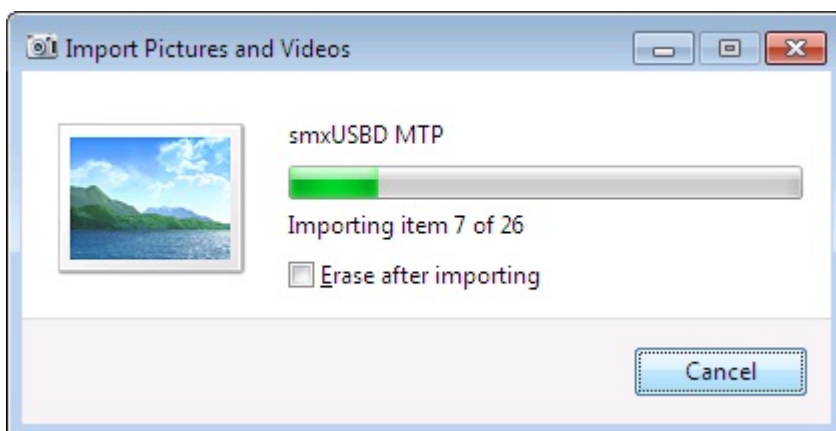 Import Pictures and Videos
smxUSBD MTP
Importing item 7 of 26
Erase after importing
Cancel